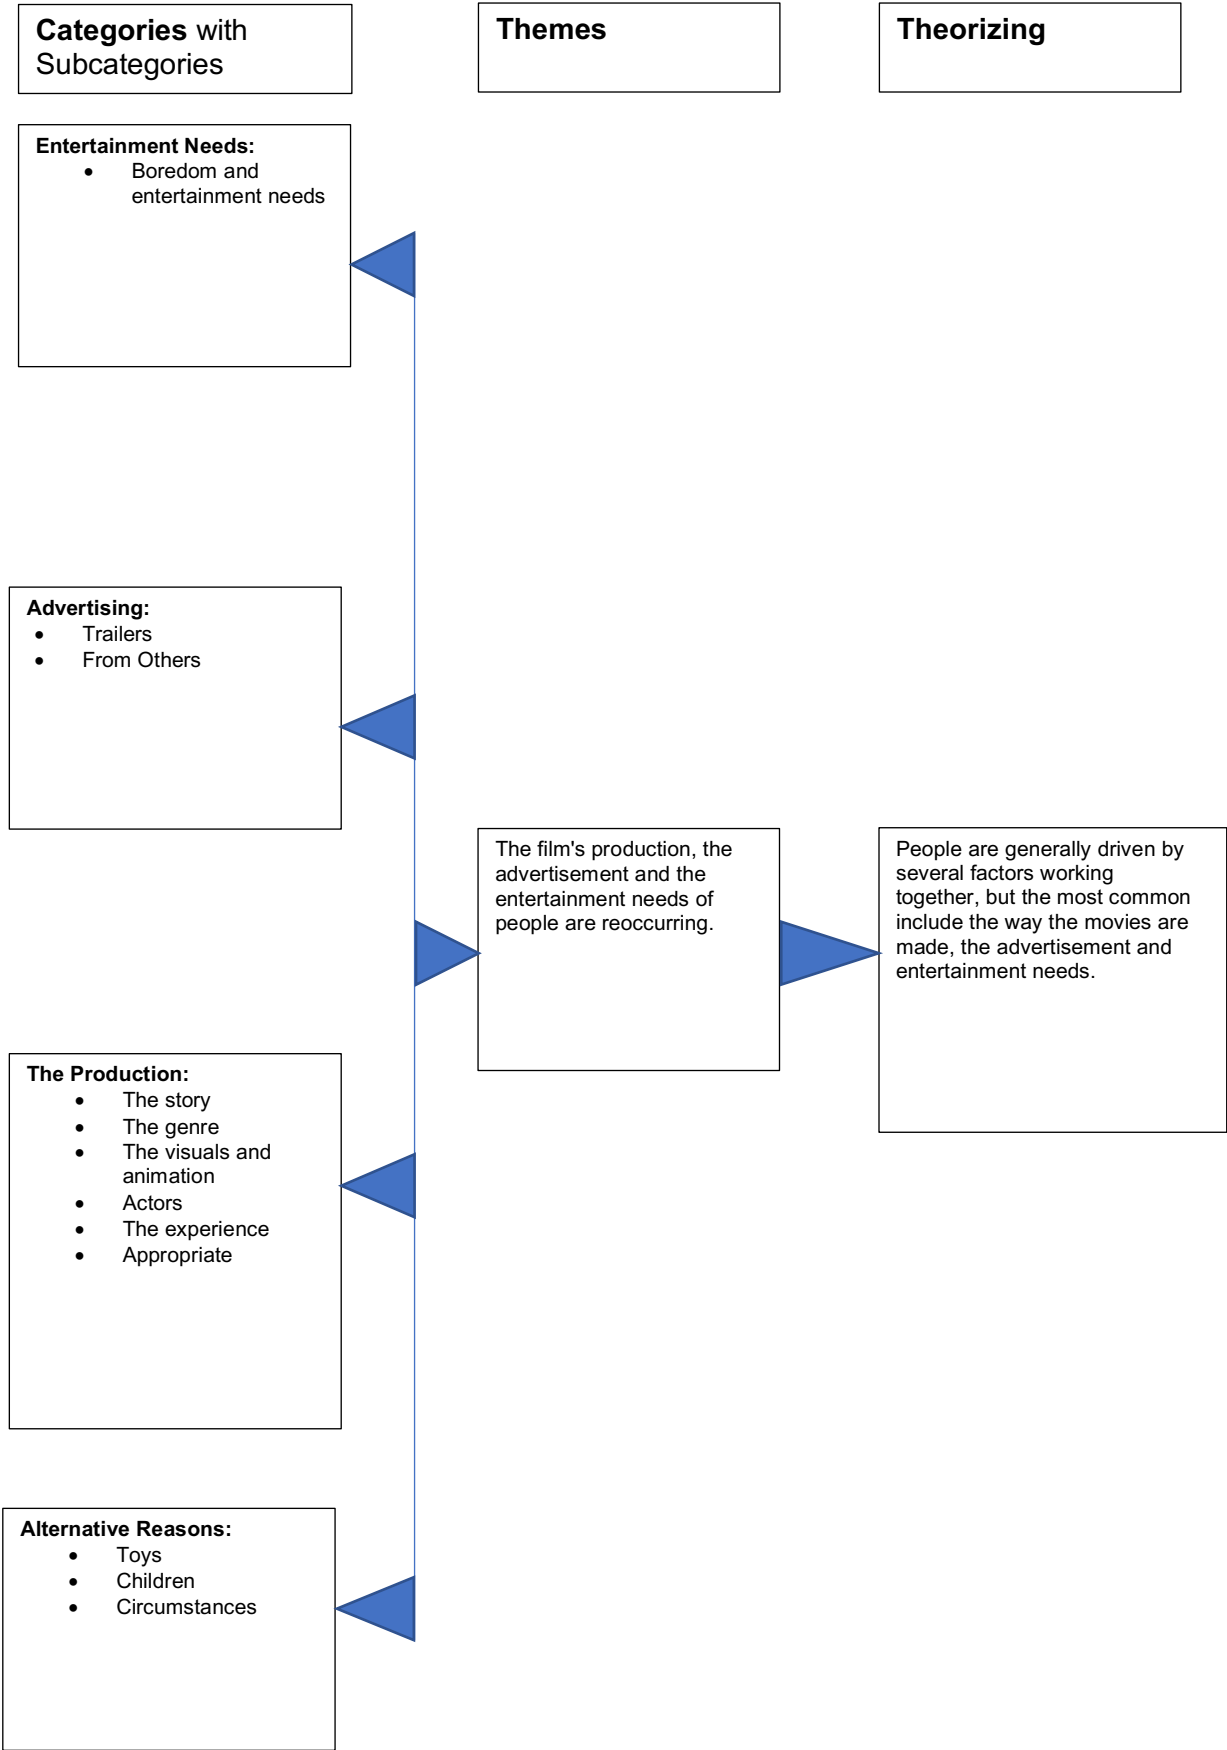 Categories with
Subcategories
Themes
Theorizing
Entertainment Needs:
• Boredom and
entertainment needs
Advertising:
• Trailers
• From Others
The film's production, the
advertisement and the
entertainment needs of
people are reoccurring.
People are generally driven by
several factors working
together, but the most common
include the way the movies are
made, the advertisement and
entertainment needs.
The Production:
• The story
• The genre
• The visuals and
animation
• Actors
• The experience
• Appropriate
Alternative Reasons:
• Toys
• Children
• Circumstances